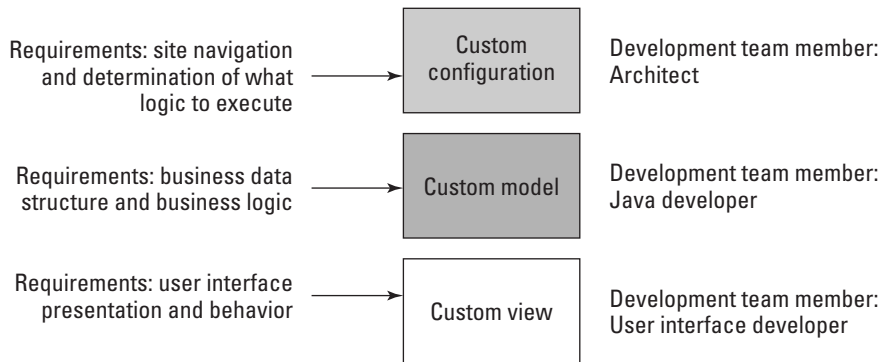 Requirements: site navigation
and determination of what
logic to execute
Custom
configuration
Development team member:
Architect
Requirements: business data
structure and business logic
Custom model
Development team member:
Java developer
Requirements: user interface
presentation and behavior
Custom view
Development team member:
User interface developer